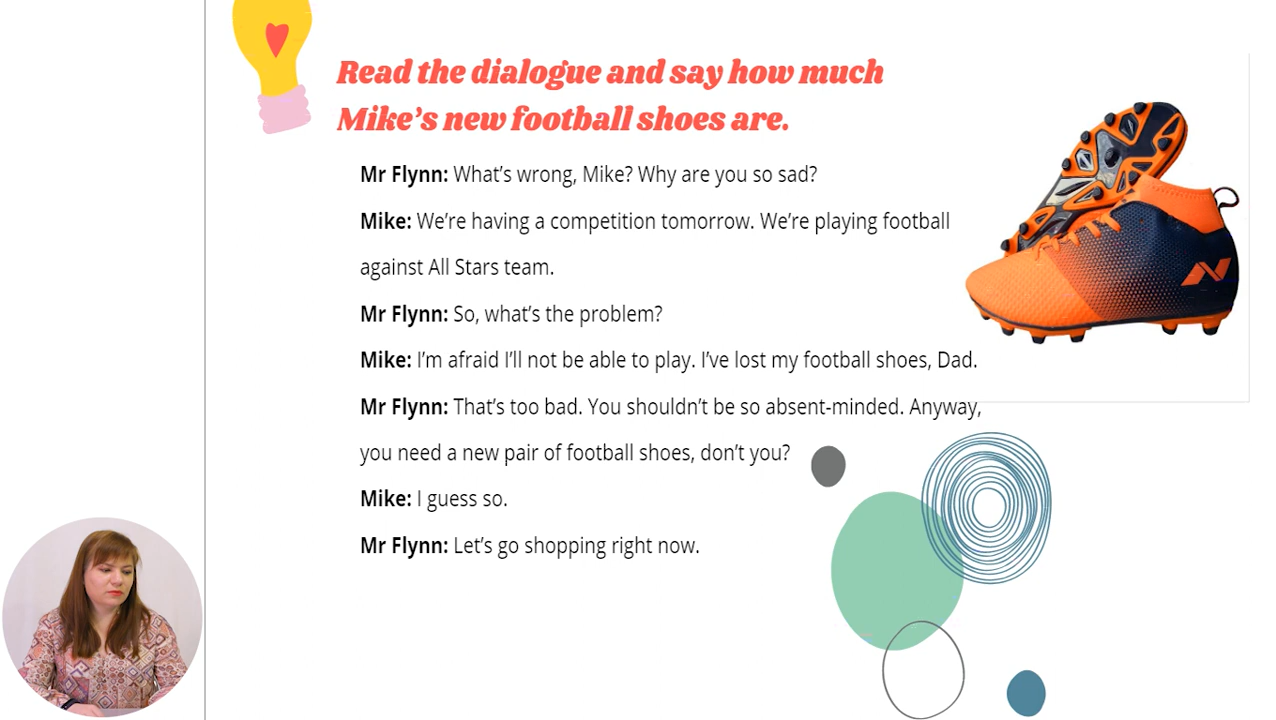 Read the dialogue and say how much
Mike's new football shoes are.
Mr Flynn: What's wrong, Mike? Why are you so sad?
Mike: We're having a competition tomorrow. We're playing football
against All Stars team.
Mr Flynn: So, what's the problem?
Mike: I'm afraid I'll not be able to play. I've lost my football shoes, Dad.
Mr Flynn: That's too bad. You shouldn't be so absent-minded. Anyway,
you need a new pair of football shoes, don't you?
Mike: I guess so.
Mr Flynn: Let's go shopping right now.